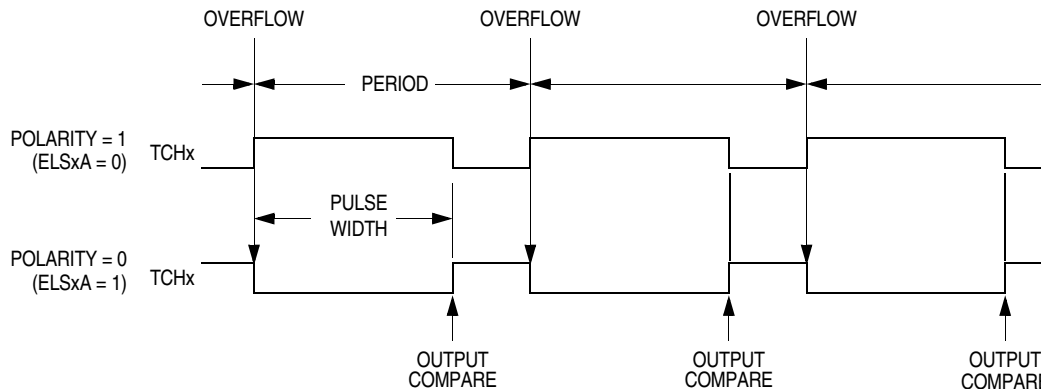 OVERFLOW
OVERFLOW
OVERFLOW
PERIOD
POLARITY = 1
(ELSxA = 0)
TCHx
PULSE
WIDTH
POLARITY = 0
(ELSxA = 1)
TCHx
OUTPUT
COMPARE
OUTPUT
COMPARE
OUTPUT
COMPARE